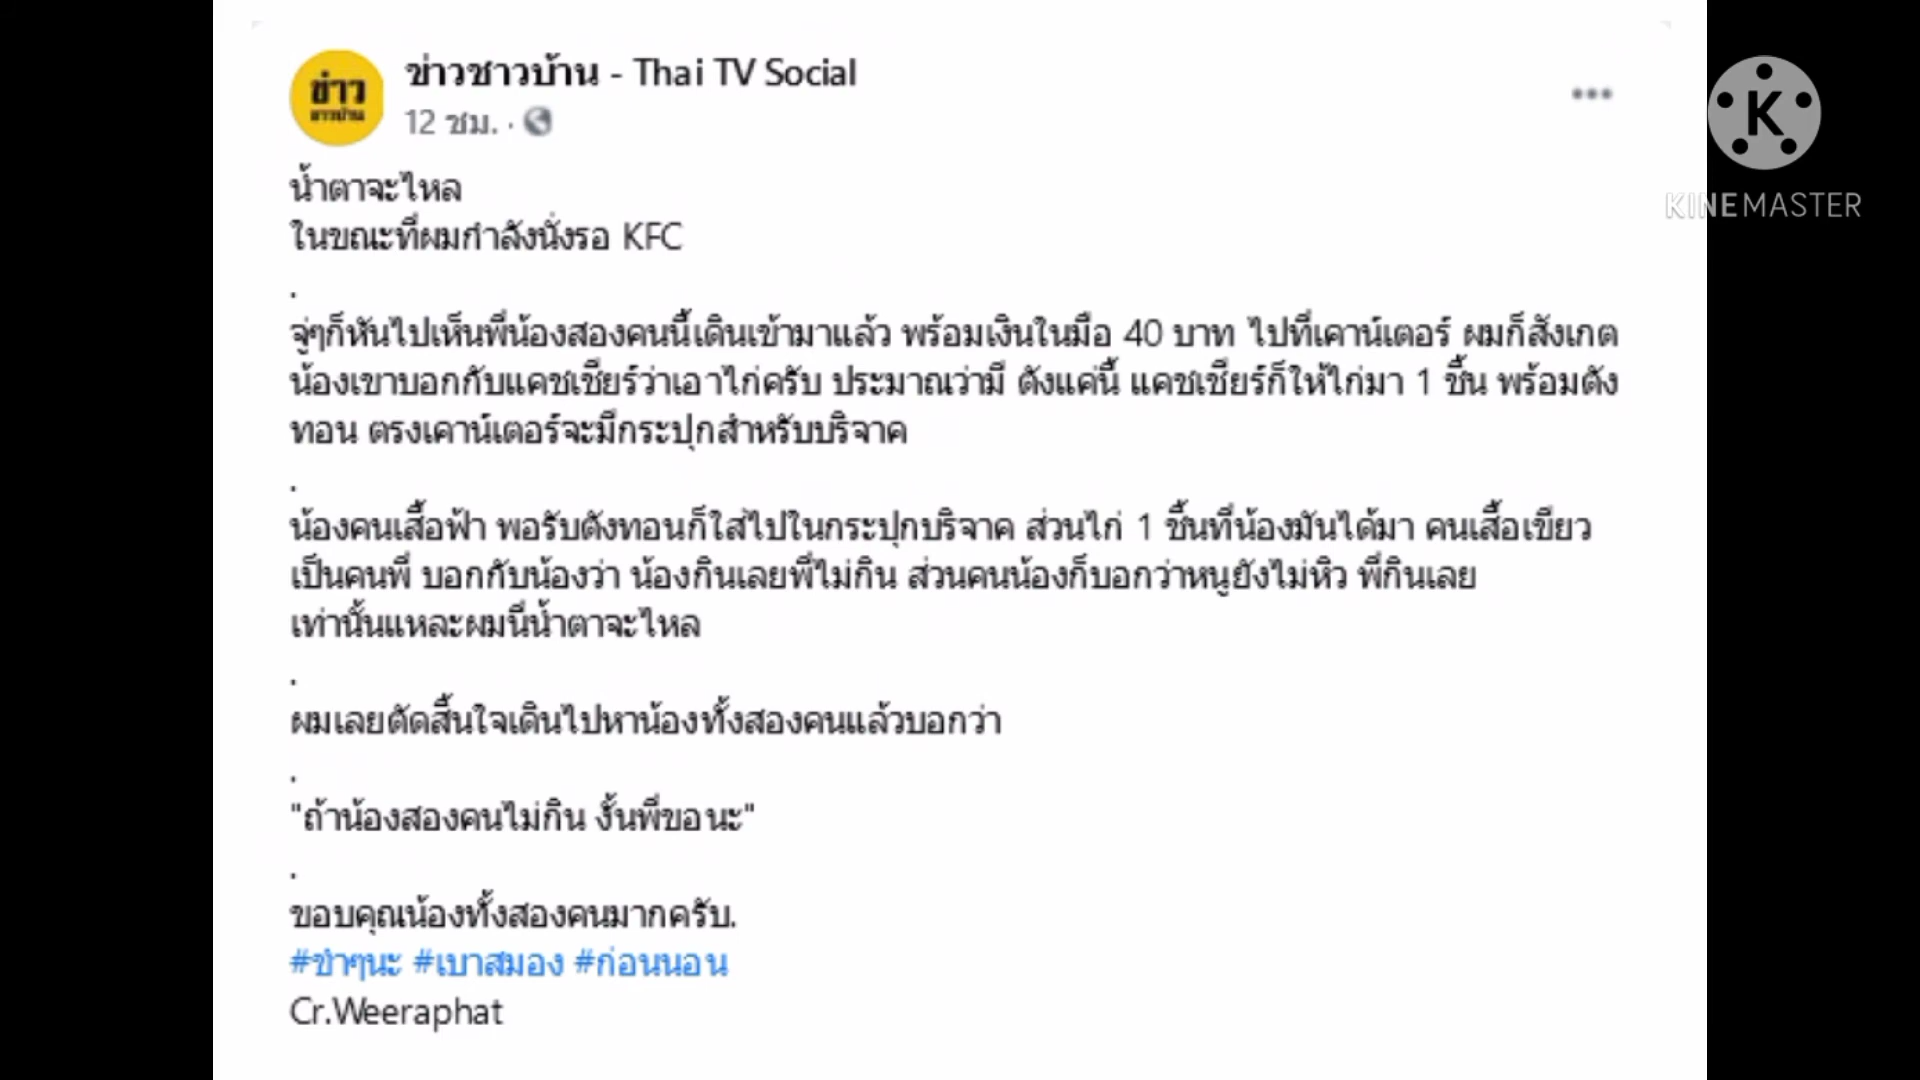 ข่าว
ชาวบ้าน
ข่าวชาวบ้าน - Thai TV Social
12 ชม. ·
K
KINEMASTER
น้ำตาจะไหล
ในขณะที่ผมกำลังนั่งรอ KFC
.
จู่ๆก็หันไปเห็นพี่น้องสองคนนี้เดินเข้ามาแล้ว พร้อมเงินในมือ 40 บาท ไปที่เคาน์เตอร์ ผมก็สังเกต
น้องเขาบอกกับแคชเชียร์ว่าเอาไก่ครับ ประมาณว่ามี ตังแค่นี้ แคชเชียร์ก็ให้ไก่มา 1 ชิ้น พร้อมตัง
ทอน ตรงเคาน์เตอร์จะมีกระปุกสำหรับบริจาค
.
น้องคนเสื้อฟ้า พอรับตังทอนก็ใส่ไปในกระปุกบริจาค ส่วนไก่ 1 ชิ้นที่น้องมันได้มา คนเสื้อเขียว
เป็นคนพี่ บอกกับน้องว่า น้องกินเลยพี่ไม่กิน ส่วนคนน้องก็บอกว่าหนูยังไม่หิว พี่กินเลย
เท่านั้นแหละผมนี่น้ำตาจะไหล
.
ผมเลยตัดสิ้นใจเดินไปหาน้องทั้งสองคนแล้วบอกว่า
.
"ถ้าน้องสองคนไม่กิน งั้นพี่ขอนะ"
.
ขอบคุณน้องทั้งสองคนมากครับ.
#ขำๆนะ #เบาสมอง #ก่อนนอน
Cr.Weeraphat